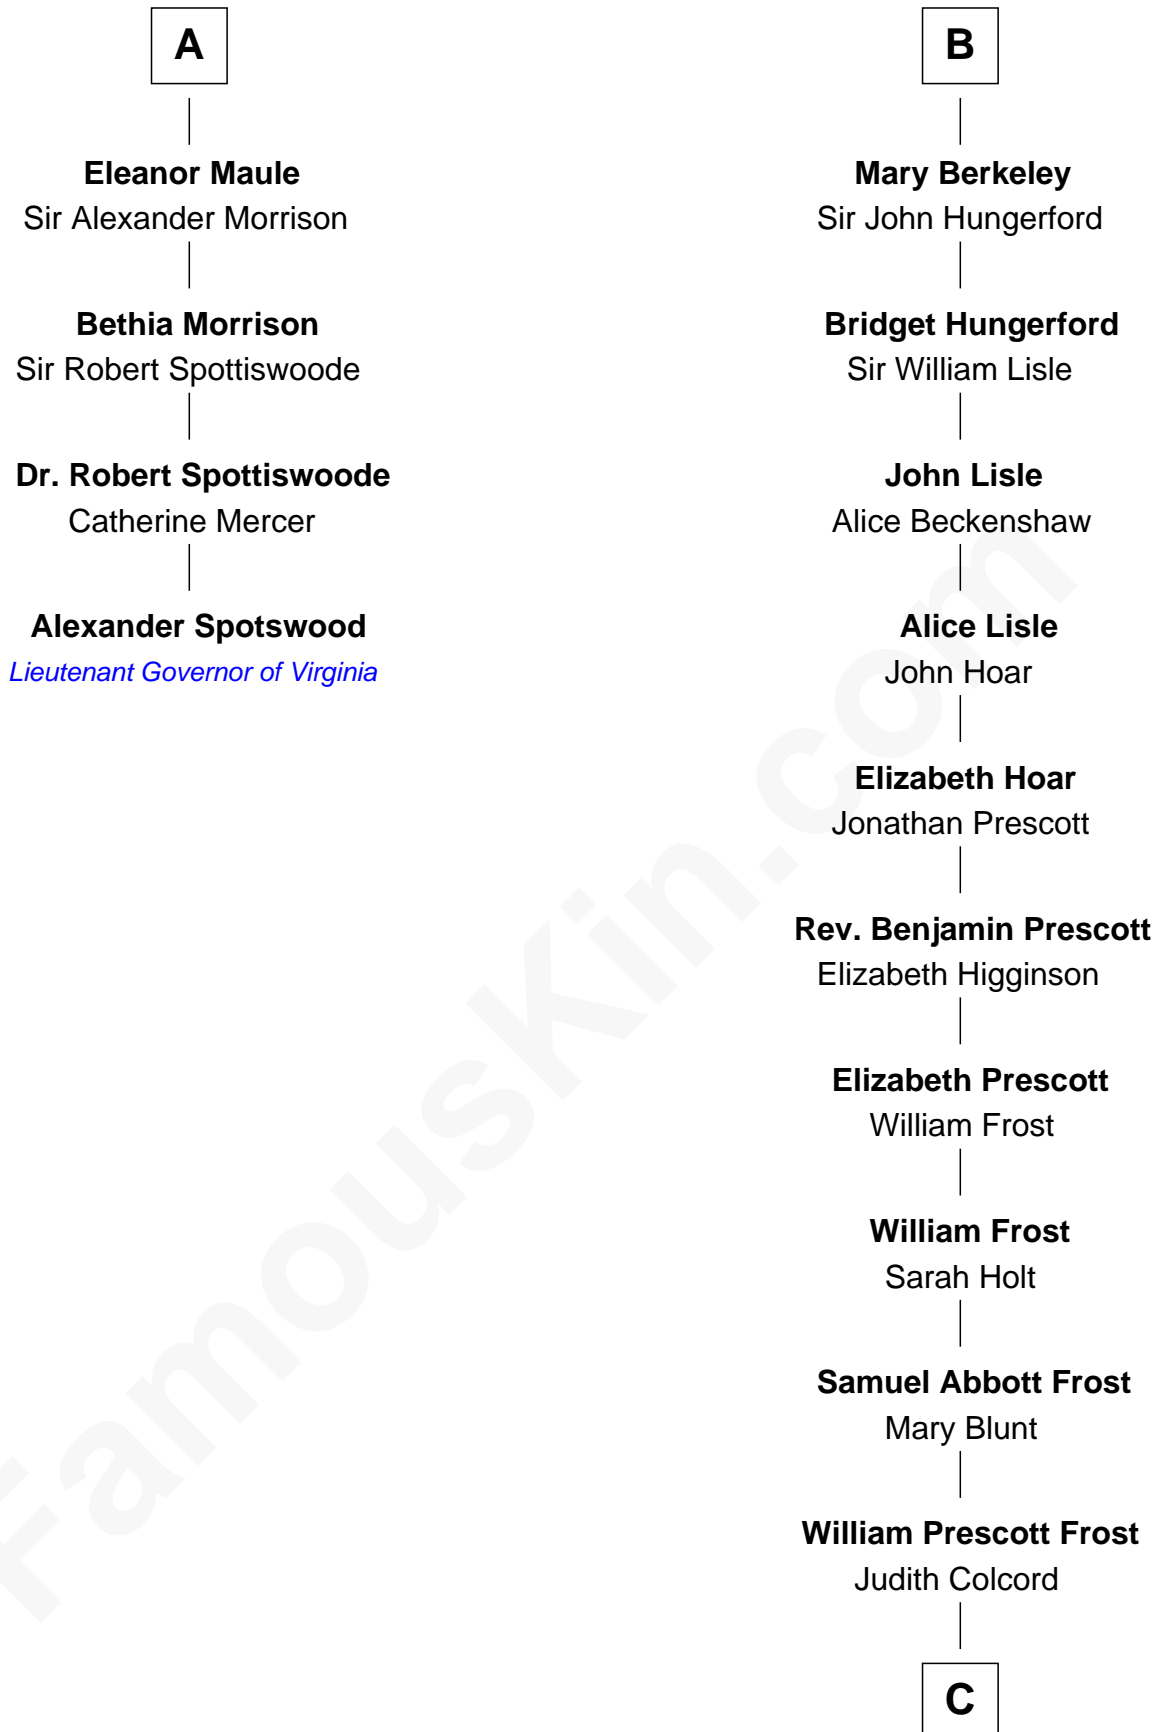 A
Eleanor Maule
Sir Alexander Morrison
Bethia Morrison
Sir Robert Spottiswoode
Dr. Robert Spottiswoode
Catherine Mercer
Alexander Spotswood
Lieutenant Governor of Virginia
B
Mary Berkeley
Sir John Hungerford
Bridget Hungerford
Sir William Lisle
John Lisle
Alice Beckenshaw
Alice Lisle
John Hoar
Elizabeth Hoar
Jonathan Prescott
Rev. Benjamin Prescott
Elizabeth Higginson
Elizabeth Prescott
William Frost
William Frost
Sarah Holt
Samuel Abbott Frost
Mary Blunt
William Prescott Frost
Judith Colcord
C
FamousKin.com